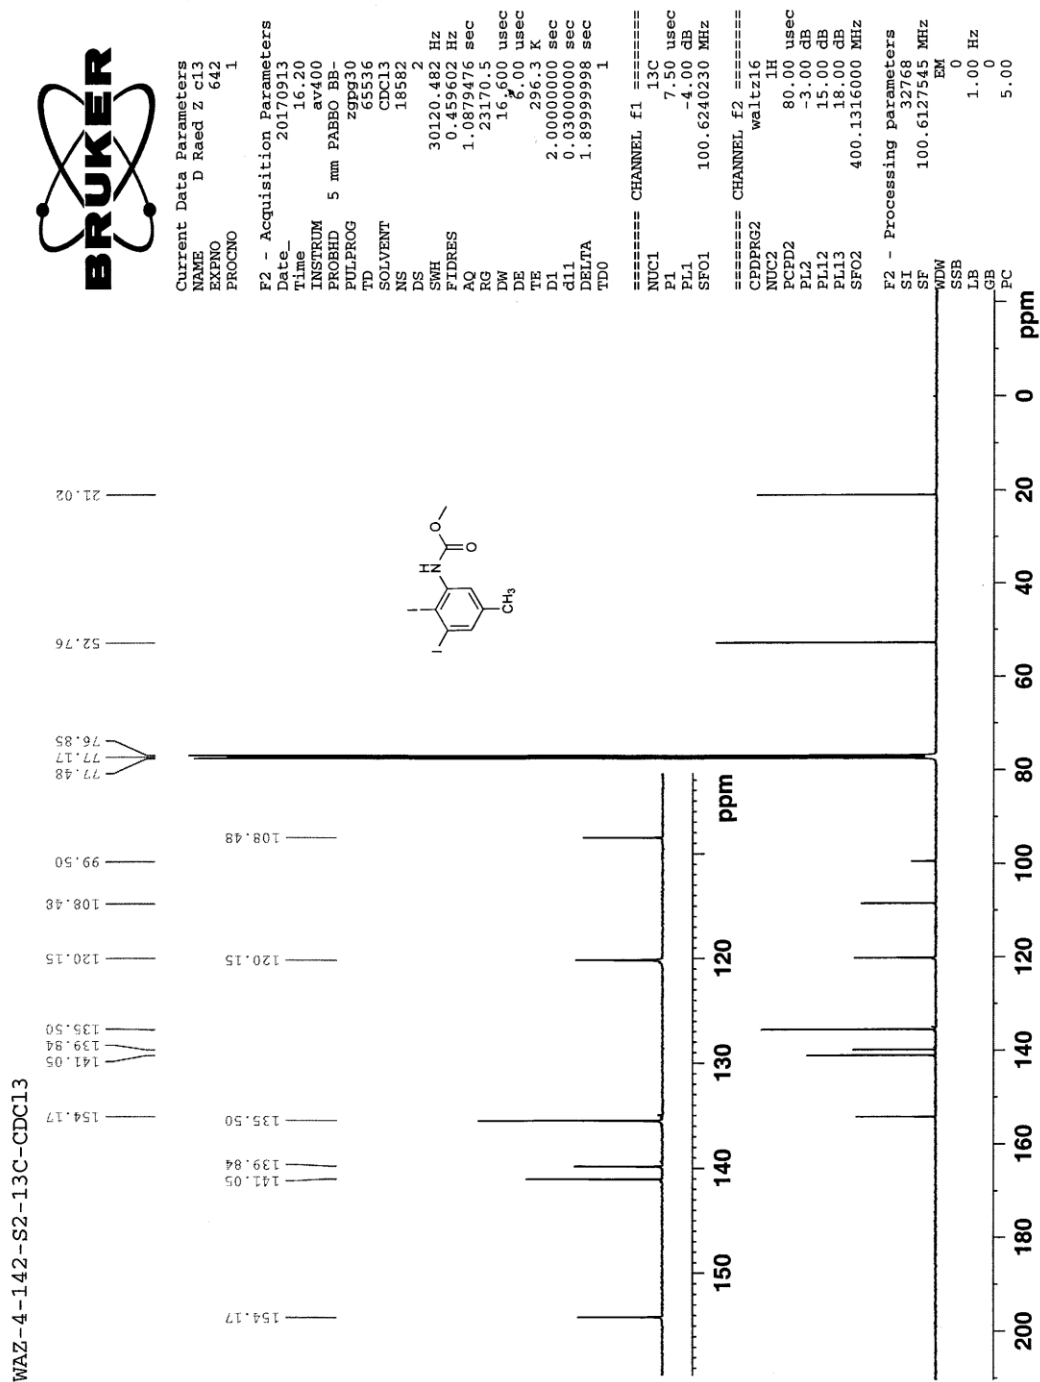 WAZ-4-142-S2-13C-CDCl3
BRUKER
Current Data Parameters
NAME D Raed Z c13
EXPNO 642
PROCNO 1
F2 - Acquisition Parameters
Date_ 20170913
Time 16.20
INSTRUM av400
PROBHD 5 mm PABBO BB-
PULPROG zgpg30
TD 65536
SOLVENT CDCl3
NS 18582
DS 2
SWH 30120.482 Hz
FIDRES 0.459602 Hz
AQ 1.0879476 sec
RG 23170.5
DW 16.600 usec
DE 6.00 usec
TE 296.3 K
D1 2.00000000 sec
d11 0.03000000 sec
DELTA 1.89999998 sec
TD0 1
======== CHANNEL f1 ========
NUC1 13C
P1 7.50 usec
PL1 -4.00 dB
SFO1 100.6240230 MHz
======== CHANNEL f2 ========
CPDPRG2 waltz16
NUC2 1H
PCPD2 80.00 usec
PL2 -3.00 dB
PL12 15.00 dB
PL13 18.00 dB
SFO2 400.1316000 MHz
F2 - Processing parameters
SI 32768
SF 100.6127545 MHz
WDW EM
SSB 0
LB 1.00 Hz
GB 0
PC 5.00
154.17
141.05
139.84
135.50
120.15
108.48
99.50
77.48
77.17
76.85
52.76
21.02
154.17
141.05
139.84
135.50
120.15
108.48
I
I
H
N
O
O
CH3
150 140 130 120 ppm
200 180 160 140 120 100 80 60 40 20 0 ppm